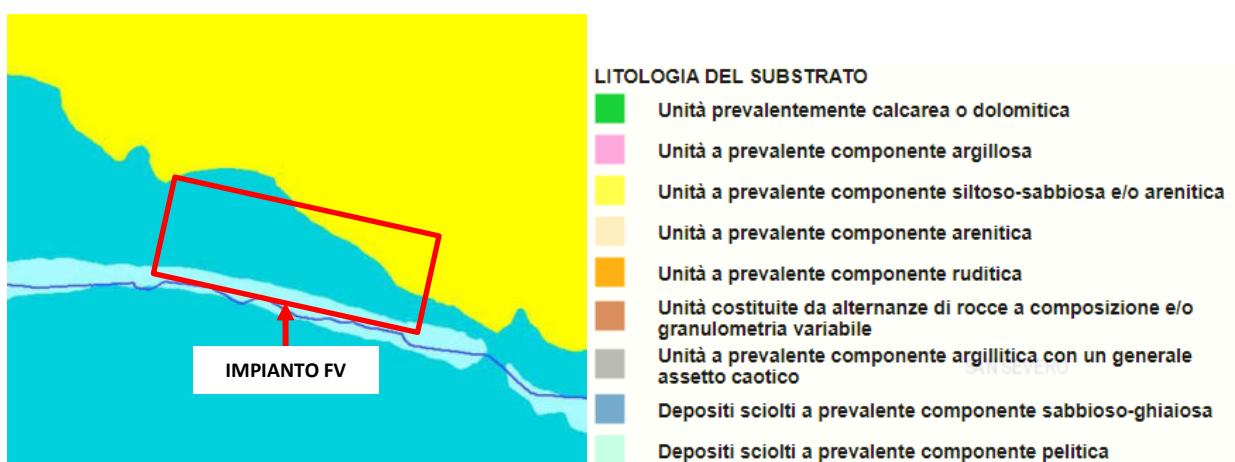 IMPIANTO FV
LITOLOGIA DEL SUBSTRATO
Unità prevalentemente calcarea o dolomitica
Unità a prevalente componente argillosa
Unità a prevalente componente siltoso-sabbiosa e/o arenitica
Unità a prevalente componente arenitica
Unità a prevalente componente ruditica
Unità costituite da alternanze di rocce a composizione e/o
granulometria variabile
Unità a prevalente componente argillitica con un generale
assetto caotico
SAN SEVERO
Depositi sciolti a prevalente componente sabbioso-ghiaiosa
Depositi sciolti a prevalente componente pelitica